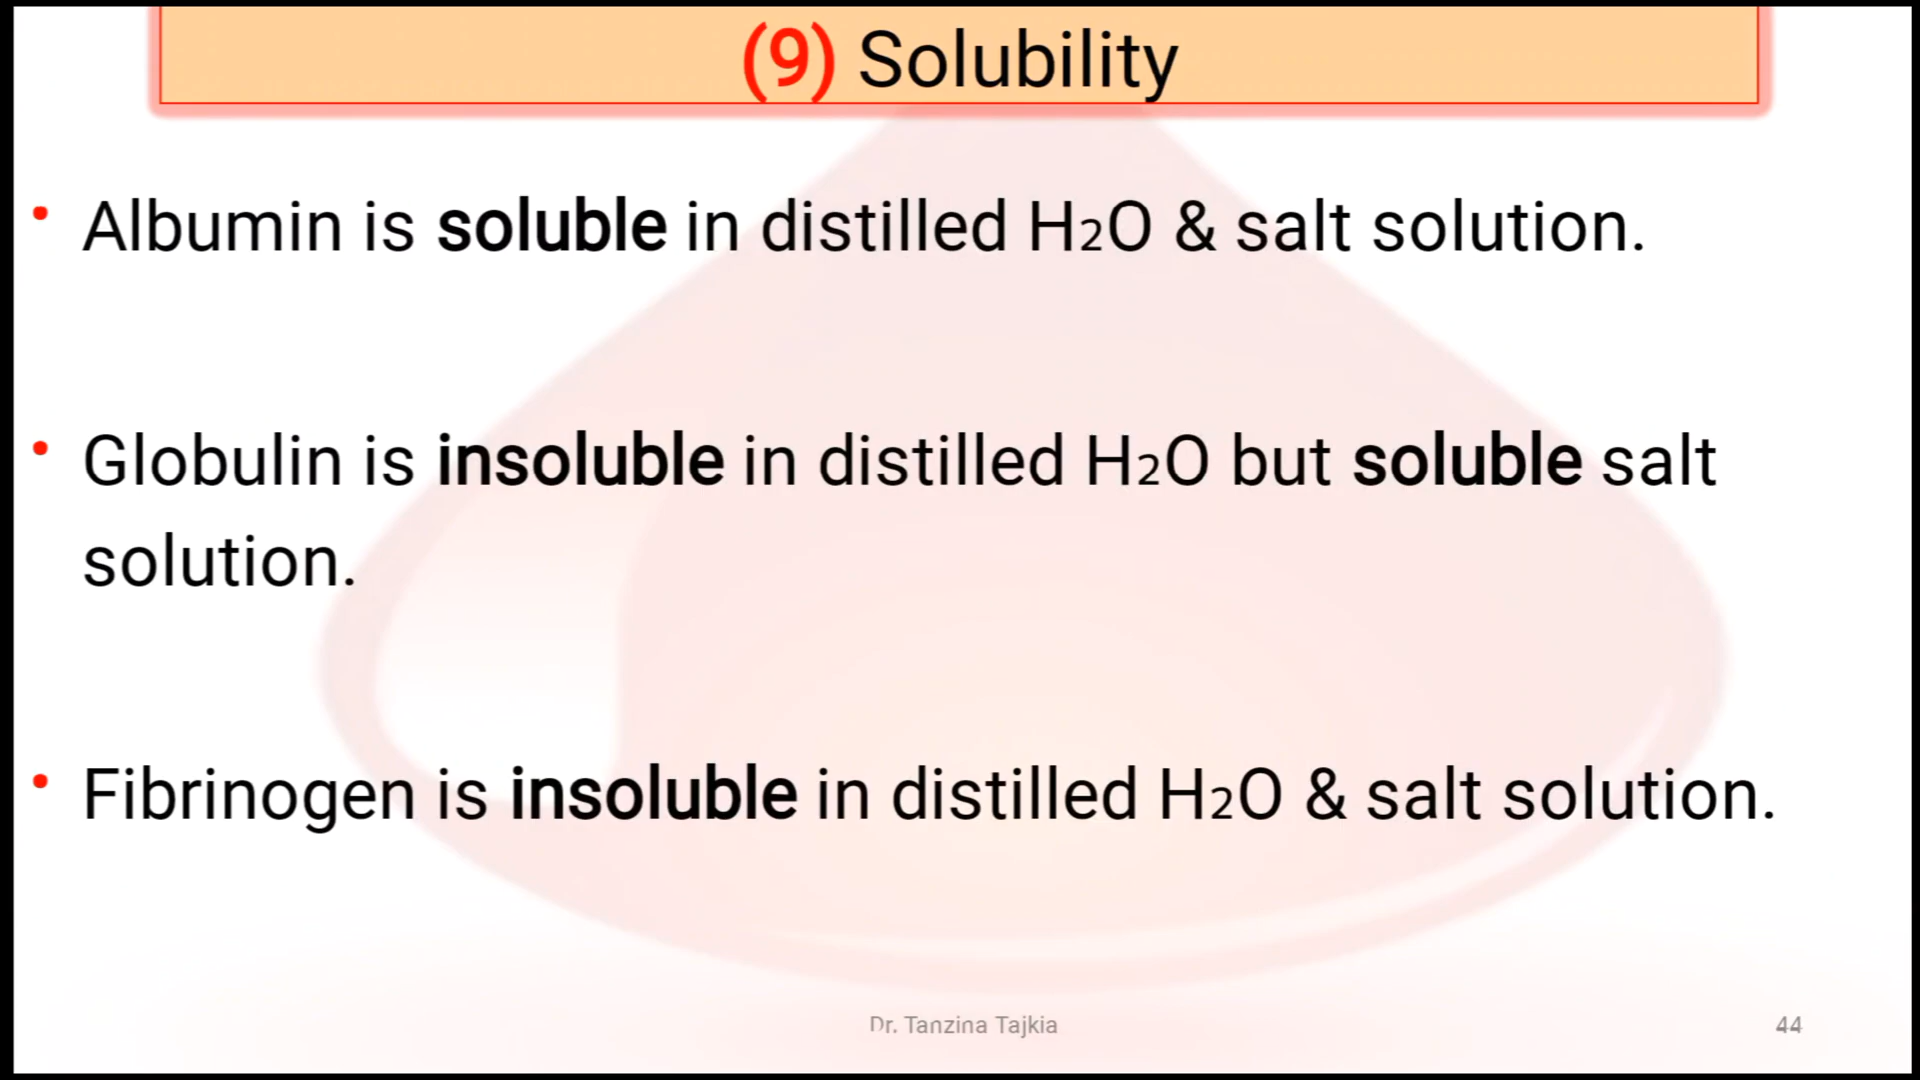 (9) Solubility
• Albumin is soluble in distilled H₂O & salt solution.
• Globulin is insoluble in distilled H₂O but soluble salt
solution.
• Fibrinogen is insoluble in distilled H₂O & salt solution.
Dr. Tanzina Tajkia
44